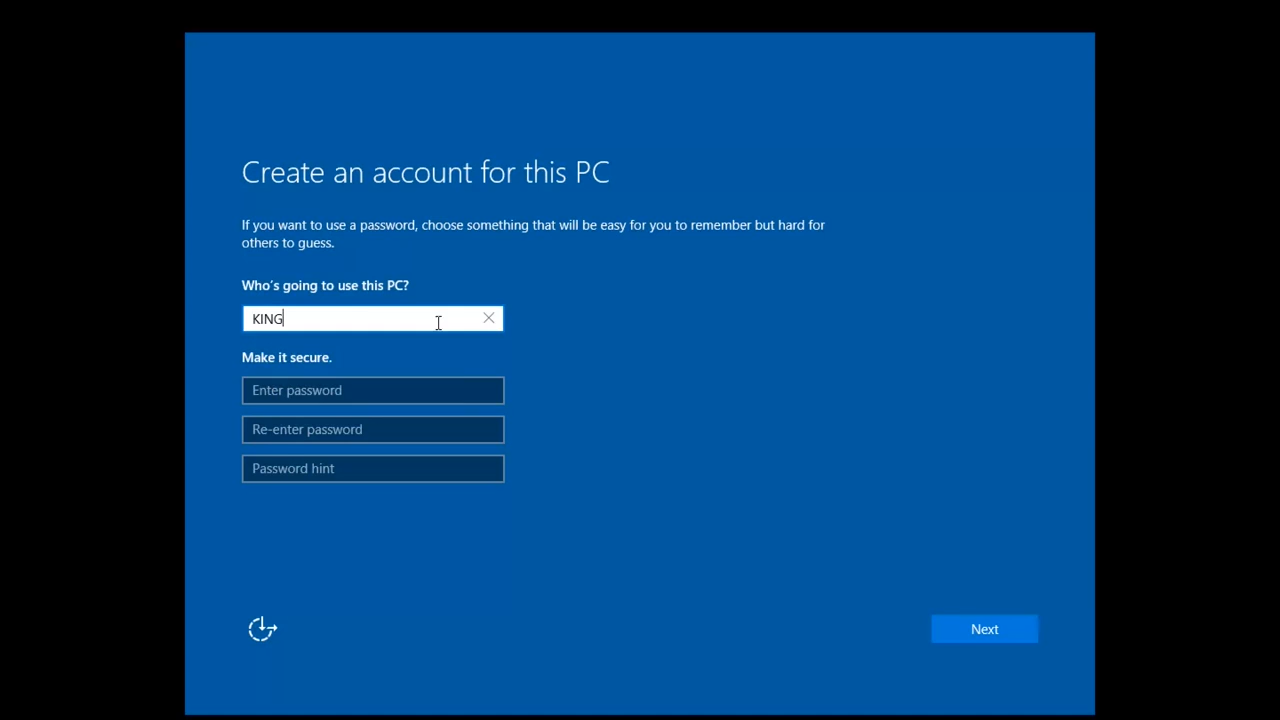 Create an account for this PC
If you want to use a password, choose something that will be easy for you to remember but hard for
others to guess.
Who's going to use this PC?
KING
Make it secure.
Enter password
Re-enter password
Password hint
Next